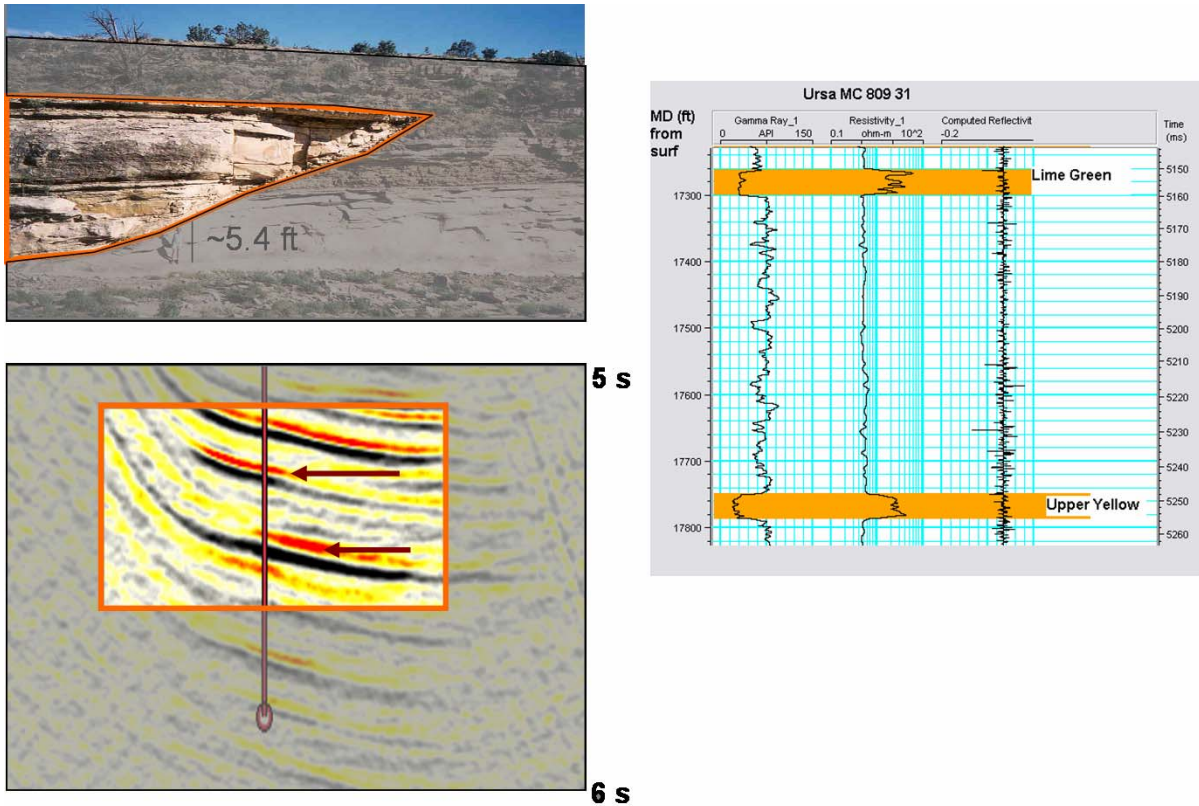 ~5.4 ft
5 s
6 s
Ursa MC 809 31
MD (ft)
from
surf
Gamma Ray_1
0 API 150
Resistivity_1
0.1 ohm-m 10^2
Computed Reflectivit
-0.2
Time
(ms)
17300
17400
17500
17600
17700
17800
Lime Green
Upper Yellow
5150
5160
5170
5180
5190
5200
5210
5220
5230
5240
5250
5260